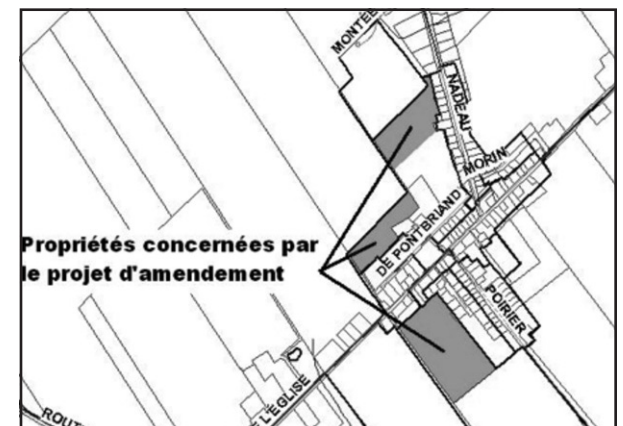 MONTÉE
NADEAU
MORIN
DE PONTBRIAND
Propriétés concernées par
le projet d'amendement
POIRIER
E L'ÉGLISE
ROUT